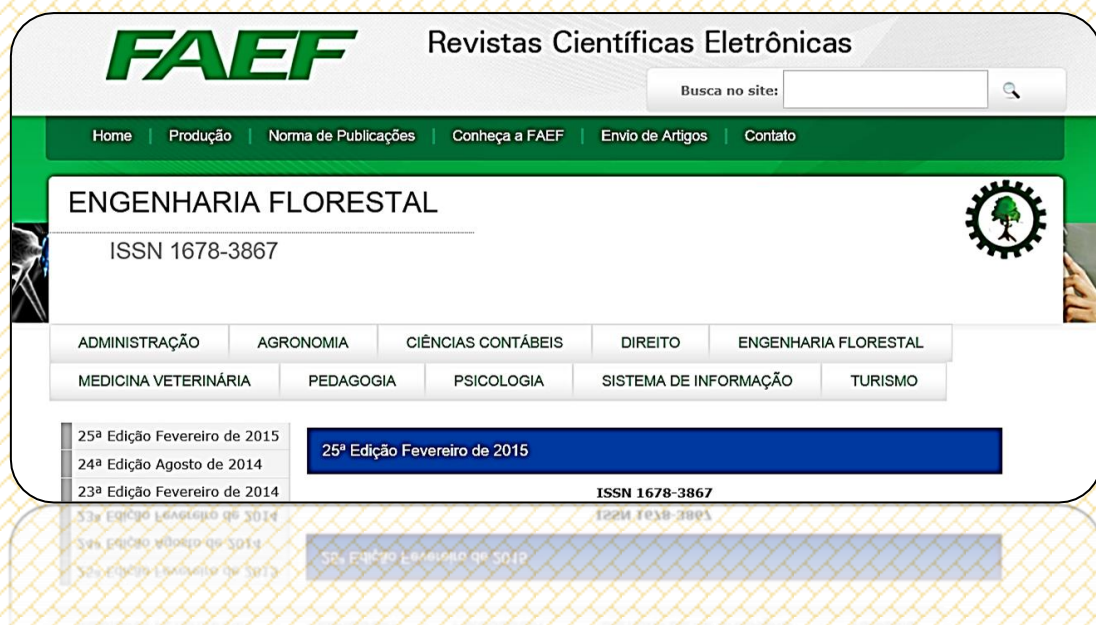 FAEF
Revistas Científicas Eletrônicas
Busca no site:
Home | Produção | Norma de Publicações | Conheça a FAEF | Envio de Artigos | Contato
ENGENHARIA FLORESTAL
ISSN 1678-3867
ADMINISTRAÇÃO AGRONOMIA CIÊNCIAS CONTÁBEIS DIREITO ENGENHARIA FLORESTAL
MEDICINA VETERINÁRIA PEDAGOGIA PSICOLOGIA SISTEMA DE INFORMAÇÃO TURISMO
25ª Edição Fevereiro de 2015
24ª Edição Agosto de 2014
23ª Edição Fevereiro de 2014
25ª Edição Fevereiro de 2015
ISSN 1678-3867